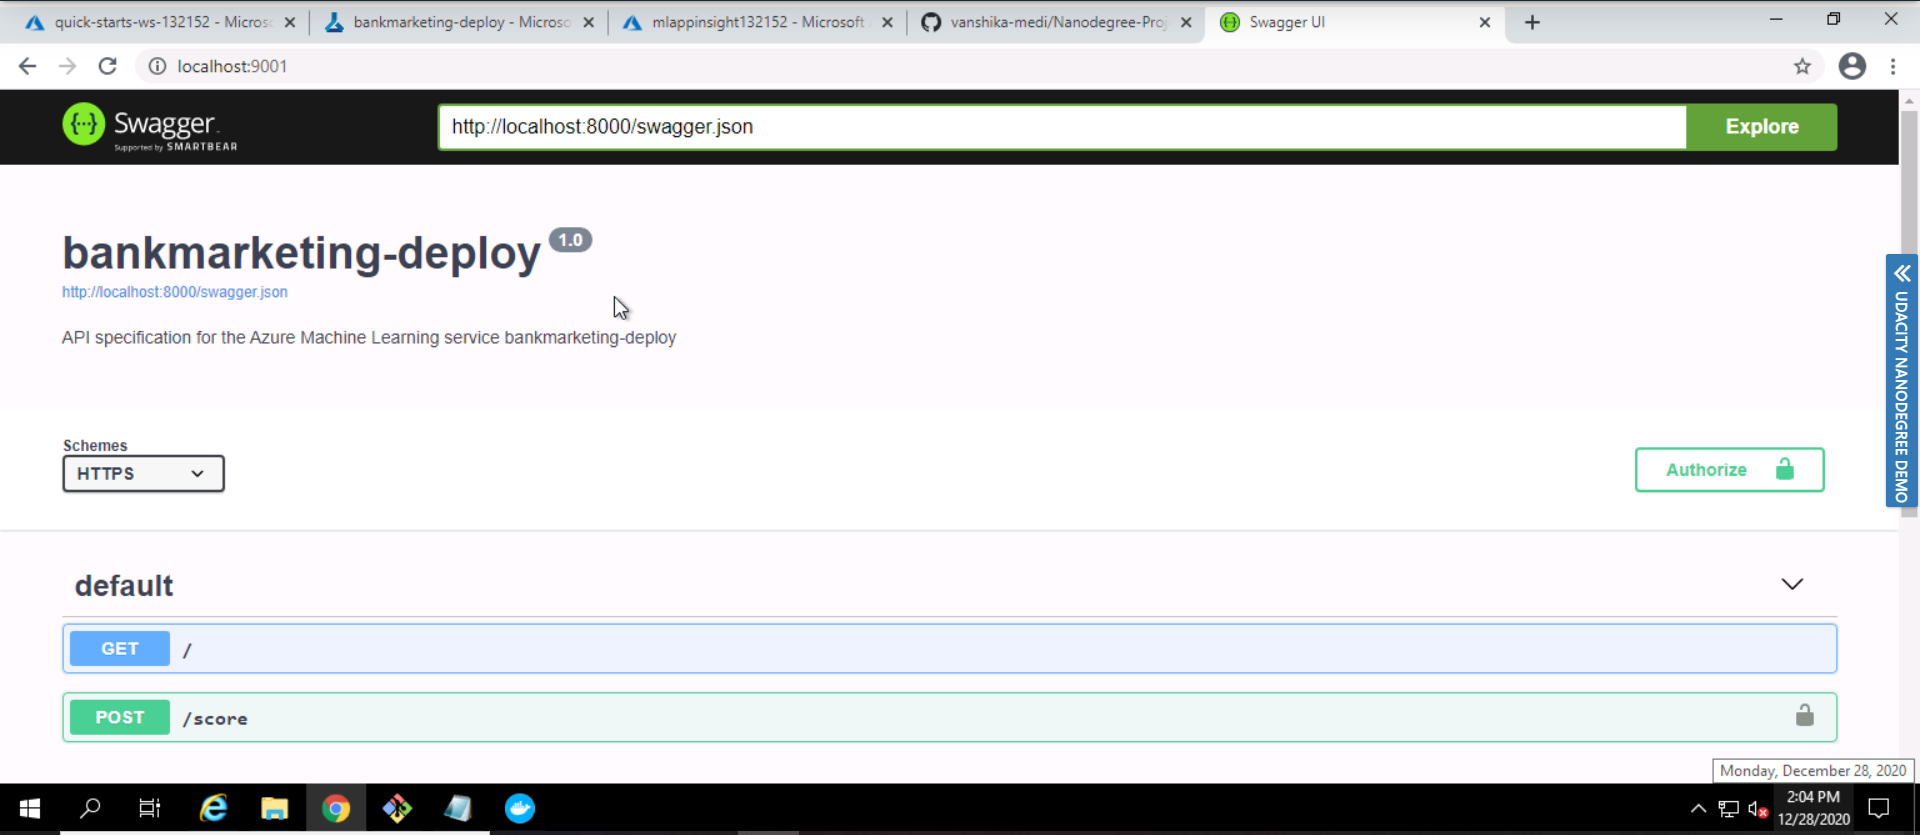 quick-starts-ws-132152 - Micros
bankmarketing-deploy - Microso
mlappinsight132152 - Microsoft
vanshika-medi/Nanodegree-Proj
Swagger UI
localhost:9001
Swagger
Supported by SMARTBEAR
http://localhost:8000/swagger.json
Explore
bankmarketing-deploy 1.0
http://localhost:8000/swagger.json
API specification for the Azure Machine Learning service bankmarketing-deploy
UDACITY NANODEGREE DEMO
Schemes
HTTPS
Authorize
default
GET /
POST /score
Monday, December 28, 2020
2:04 PM
12/28/2020